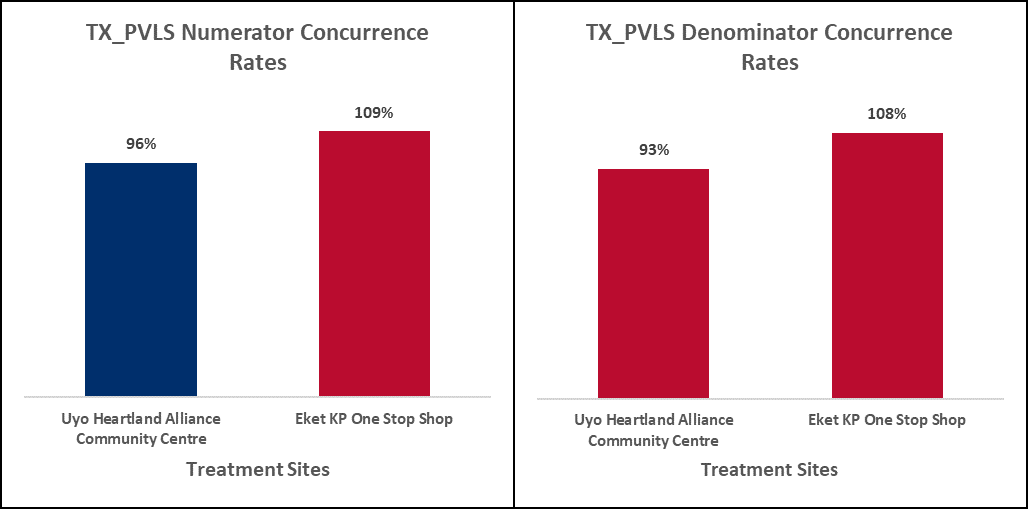 TX_PVLS Numerator Concurrence
Rates
96%
109%
Uyo Heartland Alliance
Community Centre
Eket KP One Stop Shop
Treatment Sites
TX_PVLS Denominator Concurrence
Rates
93%
108%
Uyo Heartland Alliance
Community Centre
Eket KP One Stop Shop
Treatment Sites